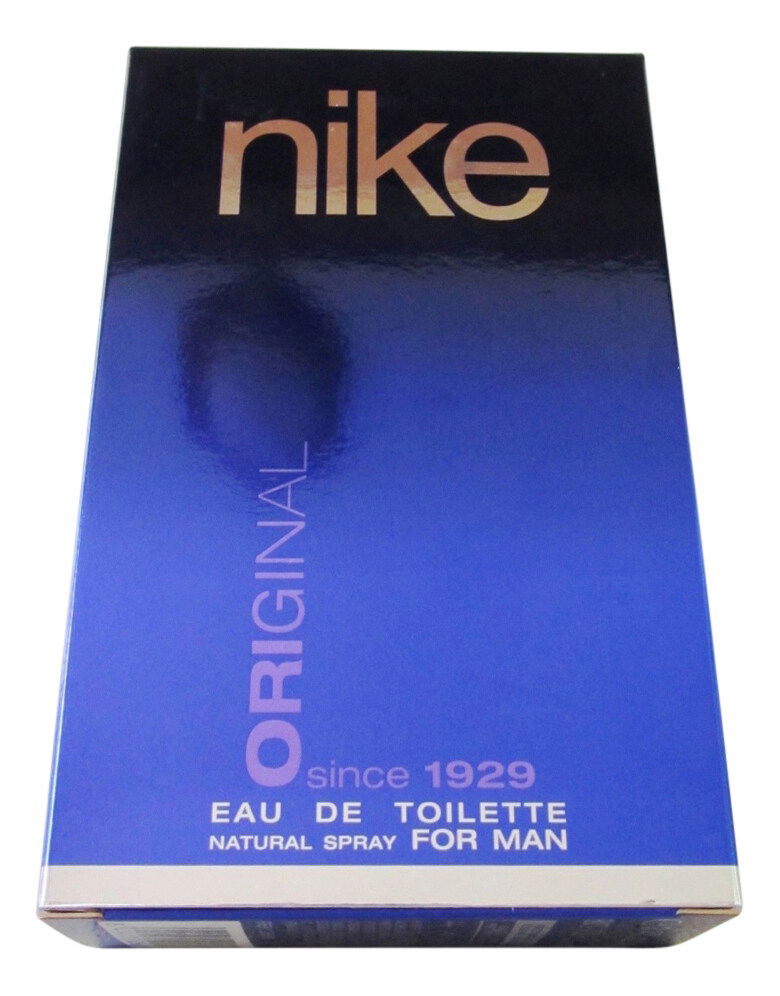 nike
ORIGINAL
since 1929
EAU DE TOILETTE
NATURAL SPRAY FOR MAN